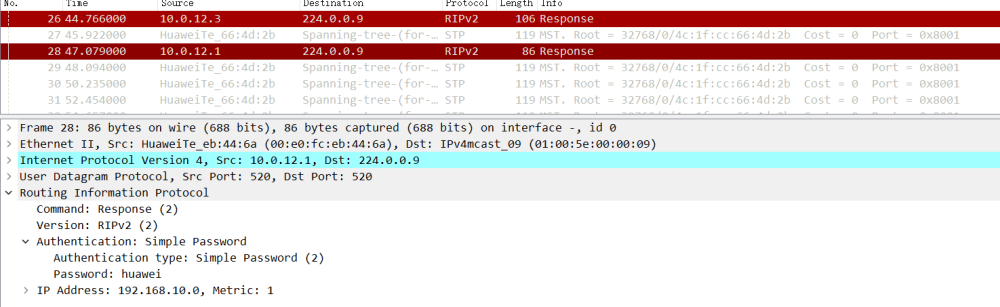 No. Time Source Destination Protocol Length Info
26 44.766000 10.0.12.3 224.0.0.9 RIPv2 106 Response
27 45.922000 HuaweiTe_66:4d:2b Spanning-tree-(for-… STP 119 MST. Root = 32768/0/4c:1f:cc:66:4d:2b Cost = 0 Port = 0x8001
28 47.079000 10.0.12.1 224.0.0.9 RIPv2 86 Response
29 48.094000 HuaweiTe_66:4d:2b Spanning-tree-(for-… STP 119 MST. Root = 32768/0/4c:1f:cc:66:4d:2b Cost = 0 Port = 0x8001
30 50.235000 HuaweiTe_66:4d:2b Spanning-tree-(for-… STP 119 MST. Root = 32768/0/4c:1f:cc:66:4d:2b Cost = 0 Port = 0x8001
31 52.454000 HuaweiTe_66:4d:2b Spanning-tree-(for-… STP 119 MST. Root = 32768/0/4c:1f:cc:66:4d:2b Cost = 0 Port = 0x8001
Frame 28: 86 bytes on wire (688 bits), 86 bytes captured (688 bits) on interface -, id 0
Ethernet II, Src: HuaweiTe_eb:44:6a (00:e0:fc:eb:44:6a), Dst: IPv4mcast_09 (01:00:5e:00:00:09)
Internet Protocol Version 4, Src: 10.0.12.1, Dst: 224.0.0.9
User Datagram Protocol, Src Port: 520, Dst Port: 520
Routing Information Protocol
Command: Response (2)
Version: RIPv2 (2)
Authentication: Simple Password
Authentication type: Simple Password (2)
Password: huawei
IP Address: 192.168.10.0, Metric: 1